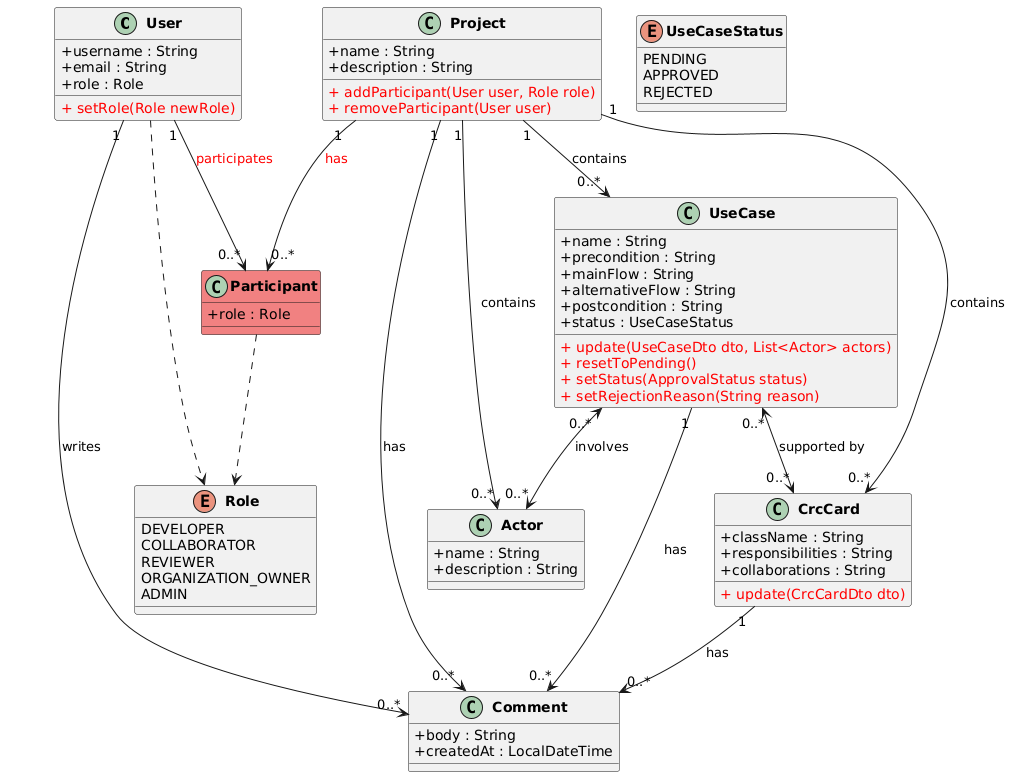 C User
+username : String
+email : String
+role : Role
+ setRole(Role newRole)
C Project
+name : String
+description : String
+ addParticipant(User user, Role role)
+ removeParticipant(User user)
E UseCaseStatus
PENDING
APPROVED
REJECTED
1
1
1
1
1
1
1
participates
has
contains
0..*
0..*
0..*
C UseCase
+name : String
+precondition : String
+mainFlow : String
+alternativeFlow : String
+postcondition : String
+status : UseCaseStatus
+ update(UseCaseDto dto, List<Actor> actors)
+ resetToPending()
+ setStatus(ApprovalStatus status)
+ setRejectionReason(String reason)
C Participant
+role : Role
contains
contains
0..*
1
0..*
writes
has
involves
supported by
0..*
0..*
0..*
0..*
E Role
DEVELOPER
COLLABORATOR
REVIEWER
ORGANIZATION_OWNER
ADMIN
C Actor
+name : String
+description : String
C CrcCard
+className : String
+responsibilities : String
+collaborations : String
+ update(CrcCardDto dto)
has
1
has
0..*
0..*
0..*
0..*
C Comment
+body : String
+createdAt : LocalDateTime